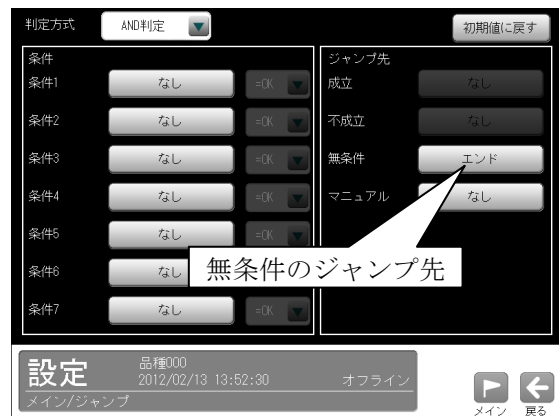 判定方式 AND判定 初期値に戻す
条件
条件1 なし =OK
条件2 なし =OK
条件3 なし =OK
条件4 なし =OK
条件5 なし =OK
条件6 なし =OK
条件7 なし =OK
ジャンプ先
成立 なし
不成立 なし
無条件 エンド
マニュアル なし
無条件のジャンプ先
設定 品種000
2012/02/13 13:52:30 オフライン
メイン/ジャンプ
メイン 戻る